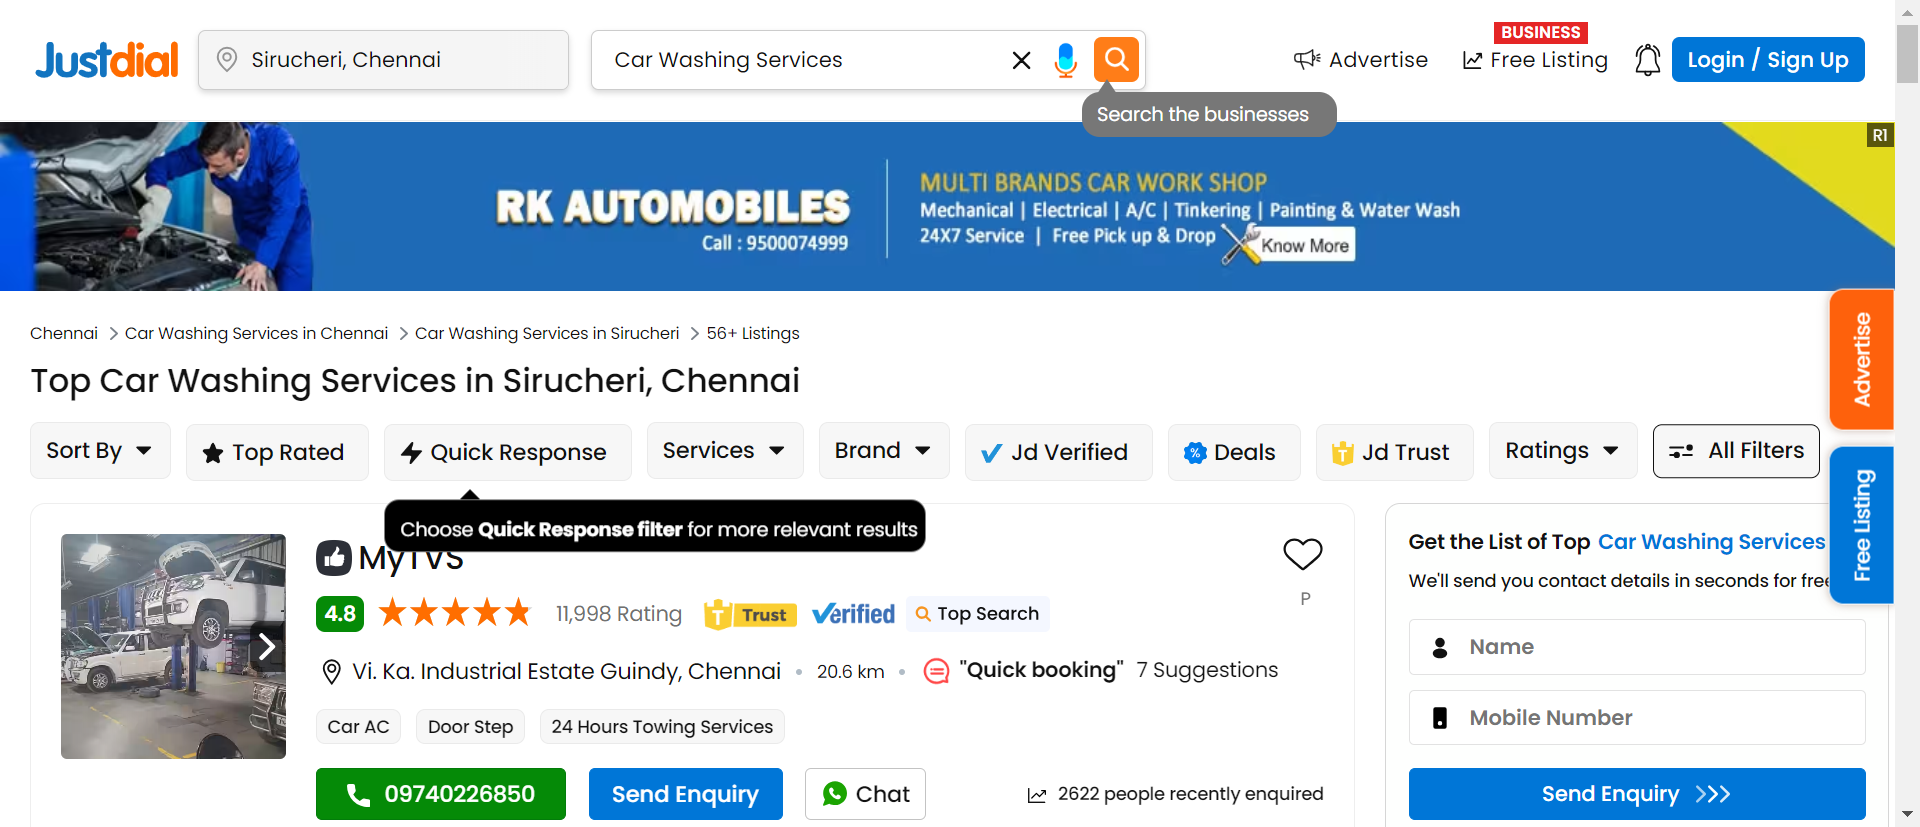 Justdial
Sirucheri, Chennai
Car Washing Services
Advertise
BUSINESS
Free Listing
Login / Sign Up
Search the businesses
R1
RK AUTOMOBILES
Call : 9500074999
MULTI BRANDS CAR WORK SHOP
Mechanical | Electrical | A/C | Tinkering | Painting & Water Wash
24X7 Service | Free Pick up & Drop
Know More
Chennai > Car Washing Services in Chennai > Car Washing Services in Sirucheri > 56+ Listings
Top Car Washing Services in Sirucheri, Chennai
Sort By
Top Rated
Quick Response
Services
Brand
Jd Verified
Deals
Jd Trust
Ratings
All Filters
Advertise
Free Listing
Choose Quick Response filter for more relevant results
MyTVS
4.8
11,998 Rating
Trust
Verified
Top Search
P
Vi. Ka. Industrial Estate Guindy, Chennai • 20.6 km • "Quick booking" 7 Suggestions
Car AC
Door Step
24 Hours Towing Services
09740226850
Send Enquiry
Chat
2622 people recently enquired
Get the List of Top Car Washing Services
We'll send you contact details in seconds for free
Name
Mobile Number
Send Enquiry >>>